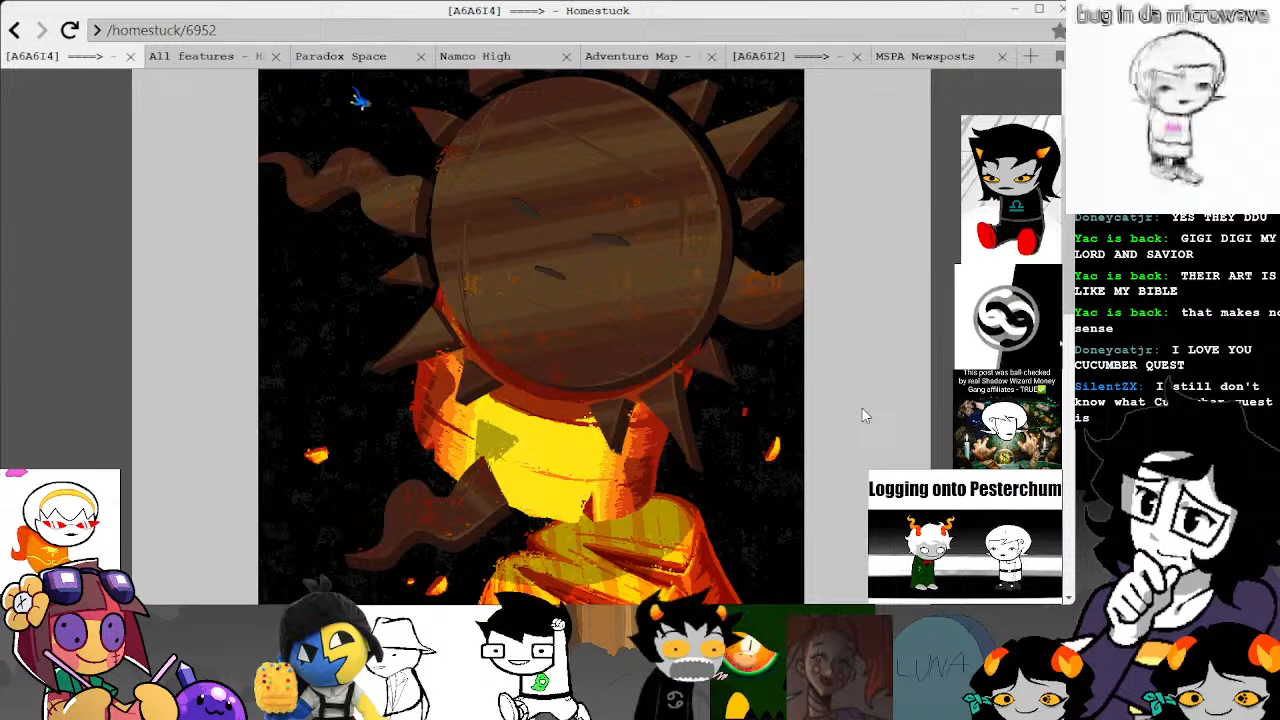 [A6A6I4] ====> - Homestuck
/homestuck/6952
[A6A6I4] ====> -
All features - H
Paradox Space
Namco High
Adventure Map -
[A6A6I2] ====> -
MSPA Newsposts
bug in da microwave
Doneycatjr: YES THEY DDU
Yac is back: GIGI DIGI MY
LORD AND SAVIOR
Yac is back: THEIR ART IS
LIKE MY BIBLE
Yac is back: that makes no
sense
Doneycatjr: I LOVE YOU
CUCUMBER QUEST
SilentZX: I still don't
know what
is
This post was ball-checked
by real Shadow Wizard Money
Gang affiliates - TRUE✅
Logging onto Pesterchum
LUNA